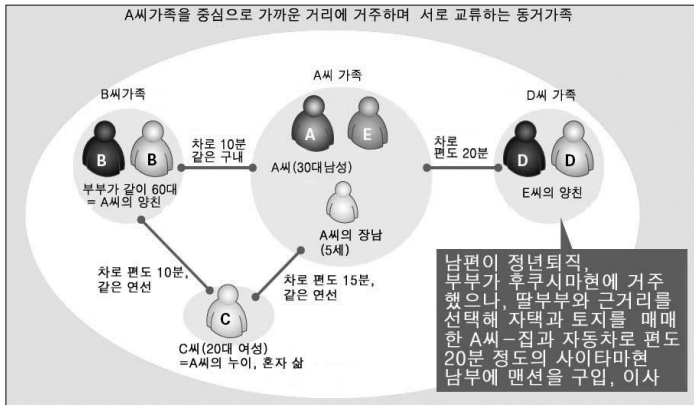 A씨가족을 중심으로 가까운 거리에 거주하며 서로 교류하는 동거가족
A씨 가족
B씨가족
D씨 가족
A
E
B
B
차로 10분
같은 구내
차로
편도 20분
D
D
A씨(30대남성)
부부가 같이 60대
= A씨의 양친
E씨의 양친
A씨의 장남
(5세)
차로 편도 10분,
같은 연선
차로 편도 15분,
같은 연선
C
C씨(20대 여성)
=A씨의 누이, 혼자 삶
남편이 정년퇴직,
부부가 후쿠시마현에 거주
했으나, 딸부부와 근거리를
선택해 자택과 토지를 매매
한 A씨-집과 자동차로 편도
20분 정도의 사이타마현
남부에 맨션을 구입, 이사